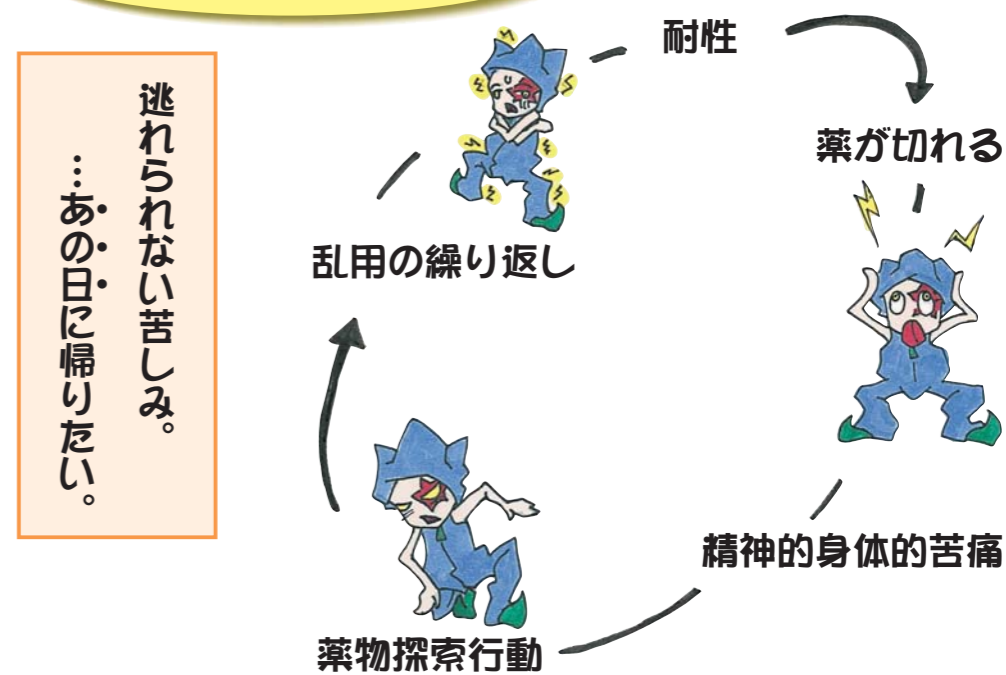 逃れられない苦しみ。
…あの日に帰りたい。
耐性
薬が切れる
精神的身体的苦痛
薬物探索行動
乱用の繰り返し